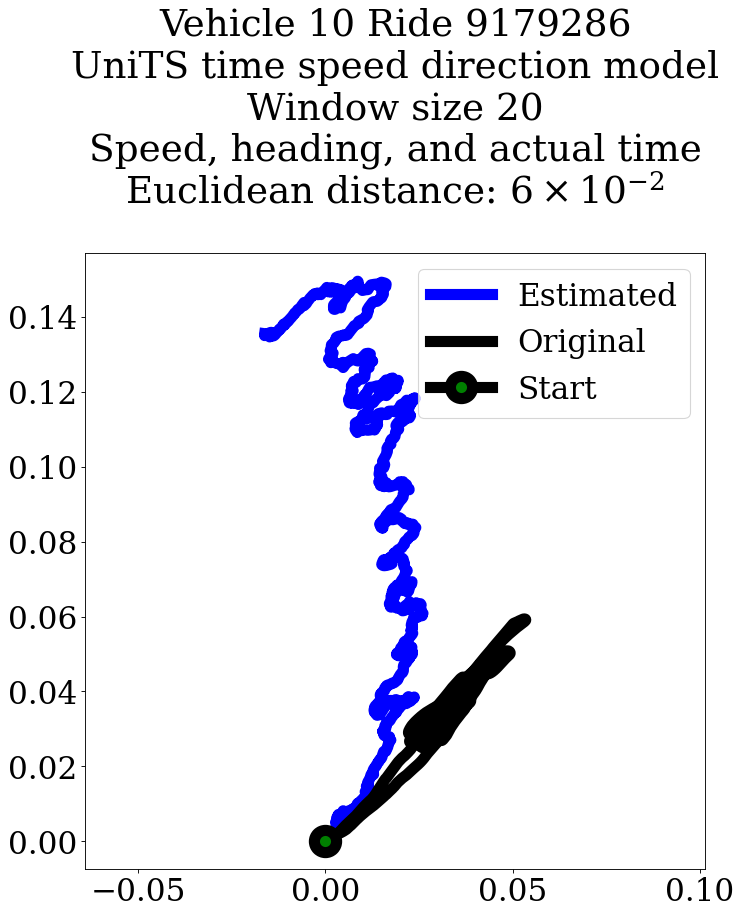 Vehicle 10 Ride 9179286
UniTS time speed direction model
Window size 20
Speed, heading, and actual time
Euclidean distance: 6 × 10⁻²
Estimated
Original
Start
0.14
0.12
0.10
0.08
0.06
0.04
0.02
0.00
−0.05 0.00 0.05 0.10